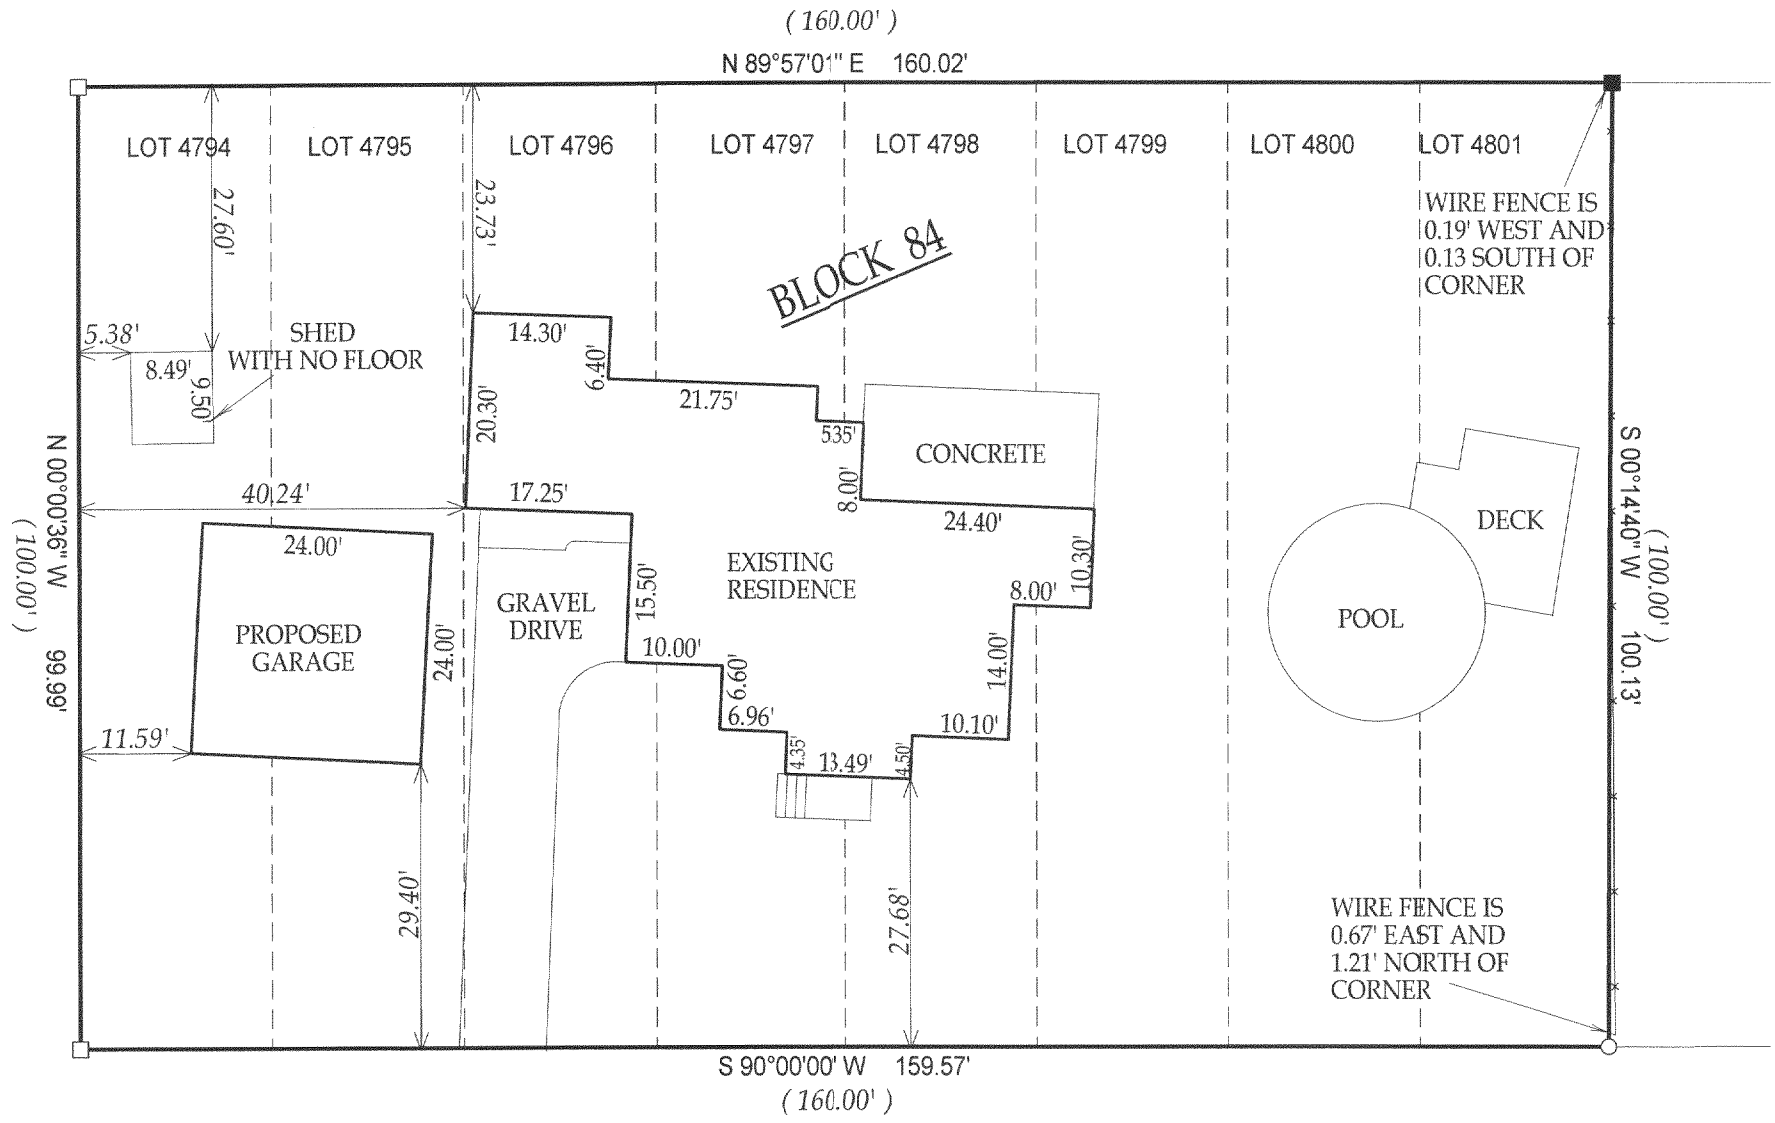 ( 160.00' )
N 89°57'01" E 160.02'
LOT 4794
LOT 4795
LOT 4796
LOT 4797
LOT 4798
LOT 4799
LOT 4800
LOT 4801
27.60'
23.73'
WIRE FENCE IS
0.19' WEST AND
0.13 SOUTH OF
CORNER
BLOCK 84
5.38'
SHED
WITH NO FLOOR
8.49'
9.50'
14.30'
6.40'
21.75'
20.30'
5.35'
CONCRETE
8.00'
24.40'
N 00°00'36" W 99.99'
( 100.00' )
40.24'
17.25'
24.00'
PROPOSED
GARAGE
24.00'
GRAVEL
DRIVE
15.50'
EXISTING
RESIDENCE
10.30'
8.00'
10.00'
6.60'
14.00'
6.96'
10.10'
4.35'
13.49'
4.50'
DECK
POOL
S 00°14'40" W 100.13'
( 100.00' )
11.59'
29.40'
27.68'
WIRE FENCE IS
0.67' EAST AND
1.21' NORTH OF
CORNER
S 90°00'00' W 159.57'
( 160.00' )